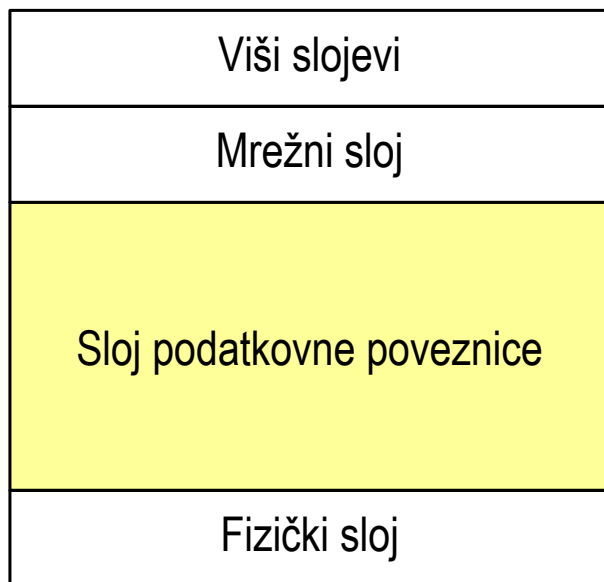 Viši slojevi
Mrežni sloj
Sloj podatkovne poveznice
Fizički sloj